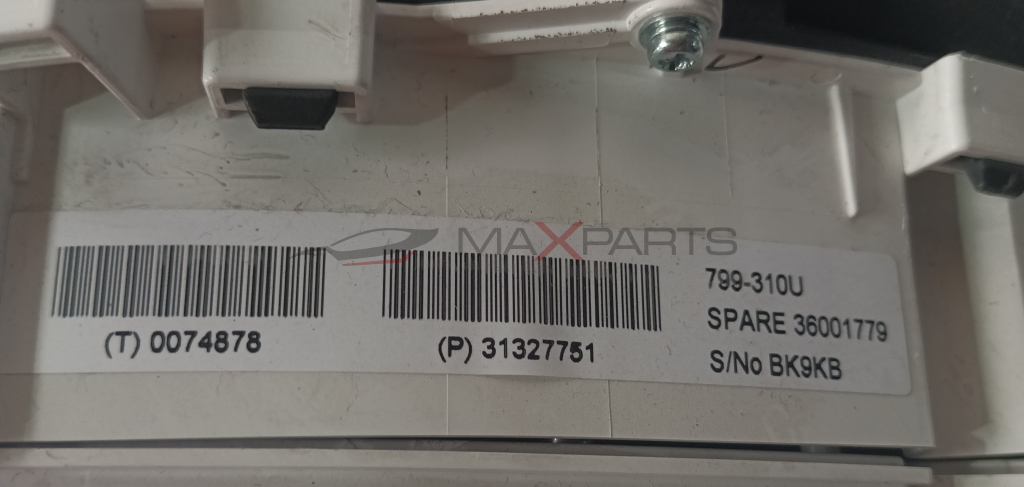 MAXPARTS
(T) 0074878
(P) 31327751
799-310U
SPARE 36001779
S/No BK9KB